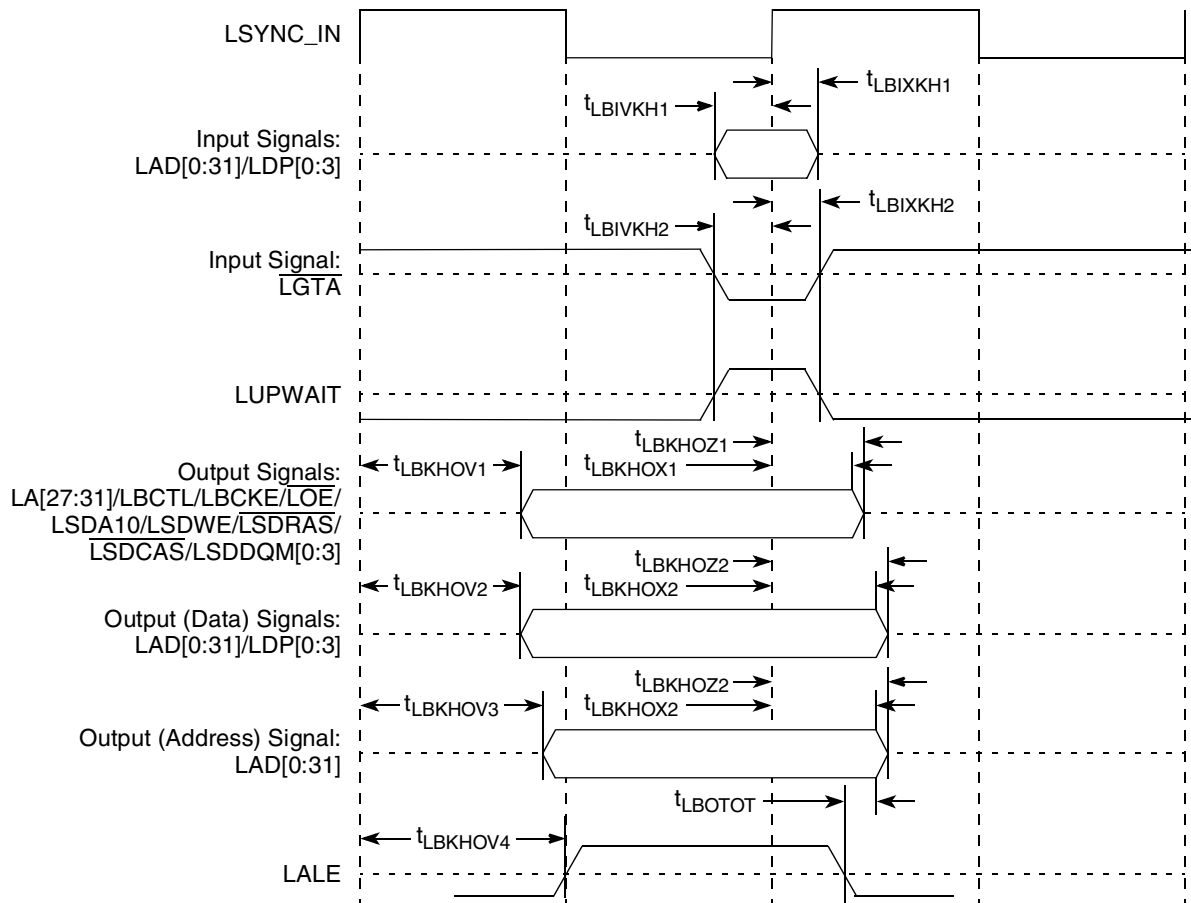 LSYNC_IN
tLBIXKH1
tLBIVKH1
Input Signals:
LAD[0:31]/LDP[0:3]
tLBIXKH2
tLBIVKH2
Input Signal:
LGTA
LUPWAIT
tLBKHOZ1
tLBKHOV1
tLBKHOX1
Output Signals:
LA[27:31]/LBCTL/LBCKE/LOE/
LSDA10/LSDWE/LSDRAS/
LSDCAS/LSDDQM[0:3]
tLBKHOZ2
tLBKHOV2
tLBKHOX2
Output (Data) Signals:
LAD[0:31]/LDP[0:3]
tLBKHOZ2
tLBKHOV3
tLBKHOX2
Output (Address) Signal:
LAD[0:31]
tLBOTOT
tLBKHOV4
LALE